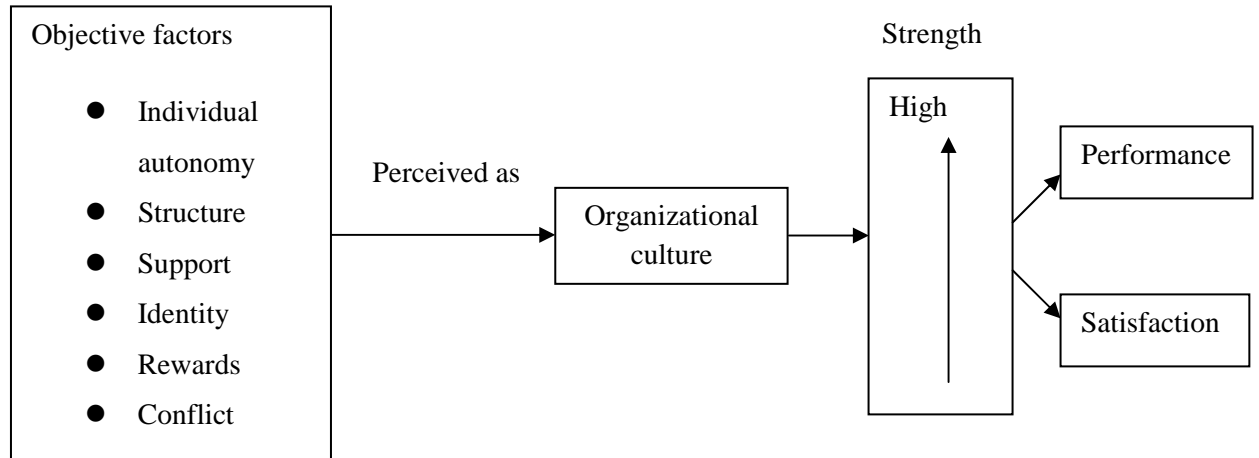 Objective factors
● Individual
autonomy
● Structure
● Support
● Identity
● Rewards
● Conflict
Perceived as
Organizational
culture
Strength
High
Performance
Satisfaction